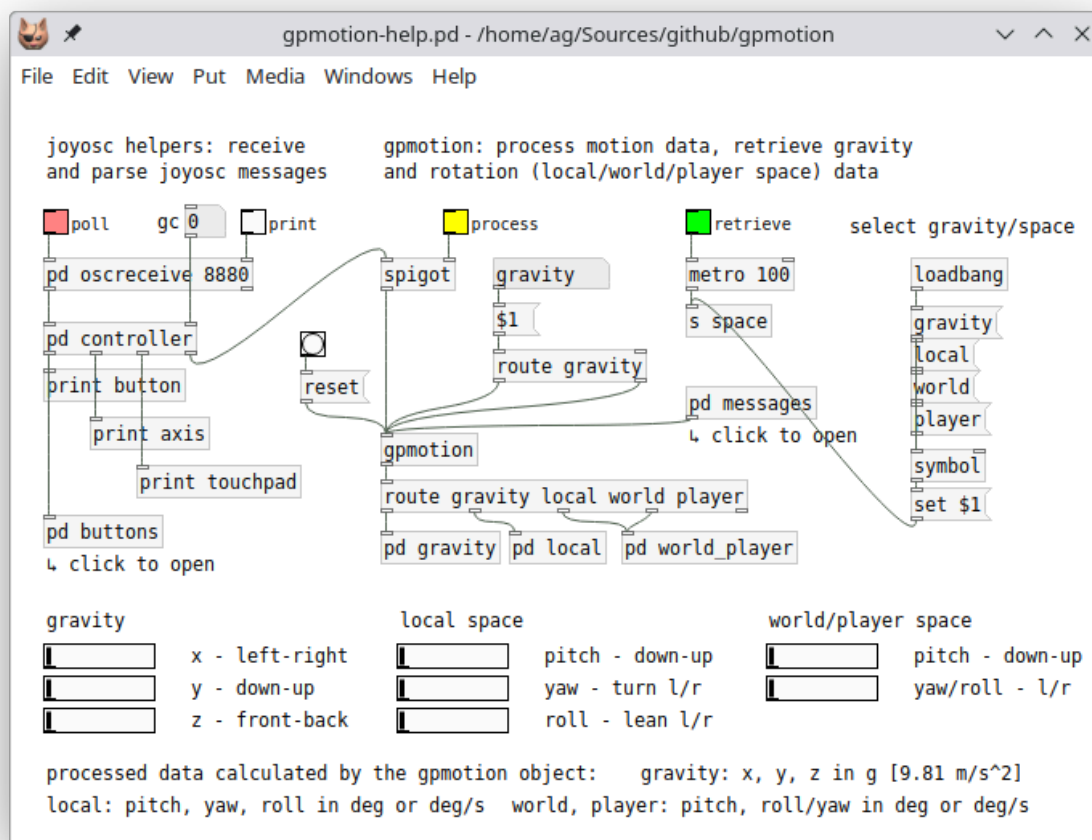 gpmotion-help.pd - /home/ag/Sources/github/gpmotion
File Edit View Put Media Windows Help
joyosc helpers: receive
and parse joyosc messages
gpmotion: process motion data, retrieve gravity
and rotation (local/world/player space) data
poll
gc 0
print
process
retrieve
select gravity/space
pd oscreceive 8880
spigot
gravity
metro 100
loadbang
$1
s space
gravity
pd controller
local
print button
reset
route gravity
world
pd messages
player
print axis
↳ click to open
gpmotion
symbol
print touchpad
route gravity local world player
set $1
pd buttons
pd gravity
pd local
pd world_player
↳ click to open
gravity
local space
world/player space
x - left-right
pitch - down-up
pitch - down-up
y - down-up
yaw - turn l/r
yaw/roll - l/r
z - front-back
roll - lean l/r
processed data calculated by the gpmotion object: gravity: x, y, z in g [9.81 m/s^2]
local: pitch, yaw, roll in deg or deg/s world, player: pitch, roll/yaw in deg or deg/s